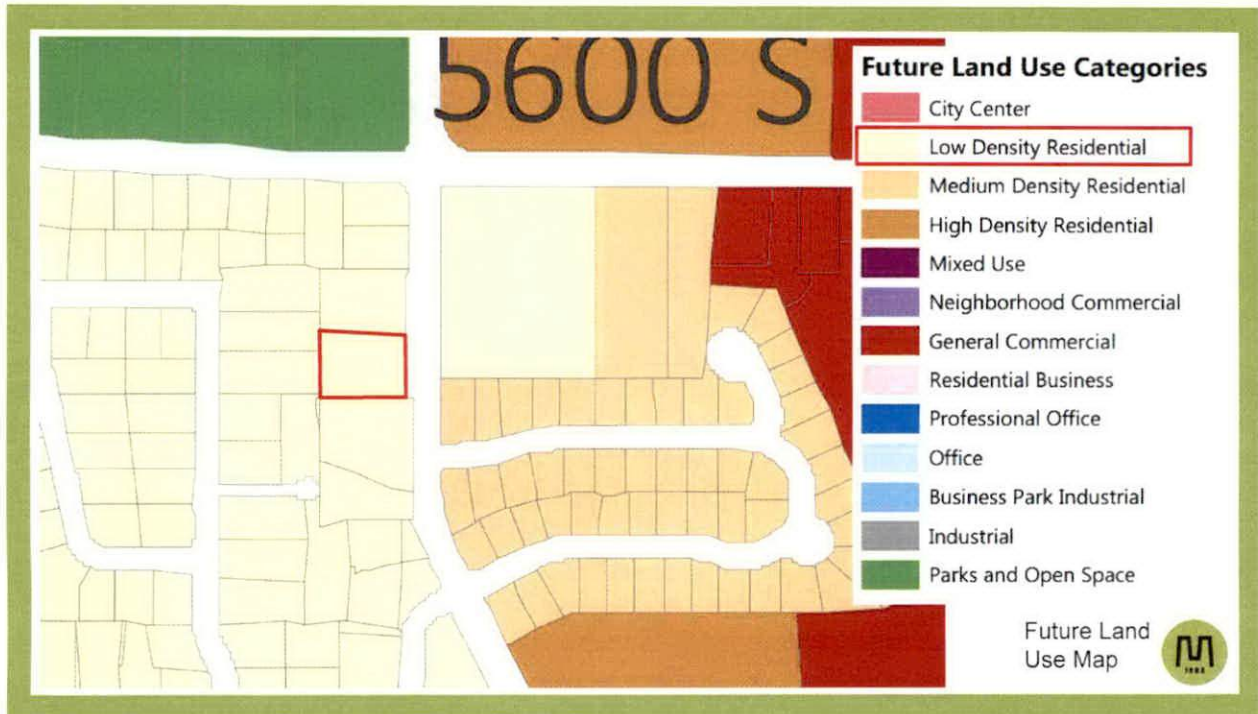 5600 S
Future Land Use Categories
City Center
Low Density Residential
Medium Density Residential
High Density Residential
Mixed Use
Neighborhood Commercial
General Commercial
Residential Business
Professional Office
Office
Business Park Industrial
Industrial
Parks and Open Space
Future Land
Use Map
M